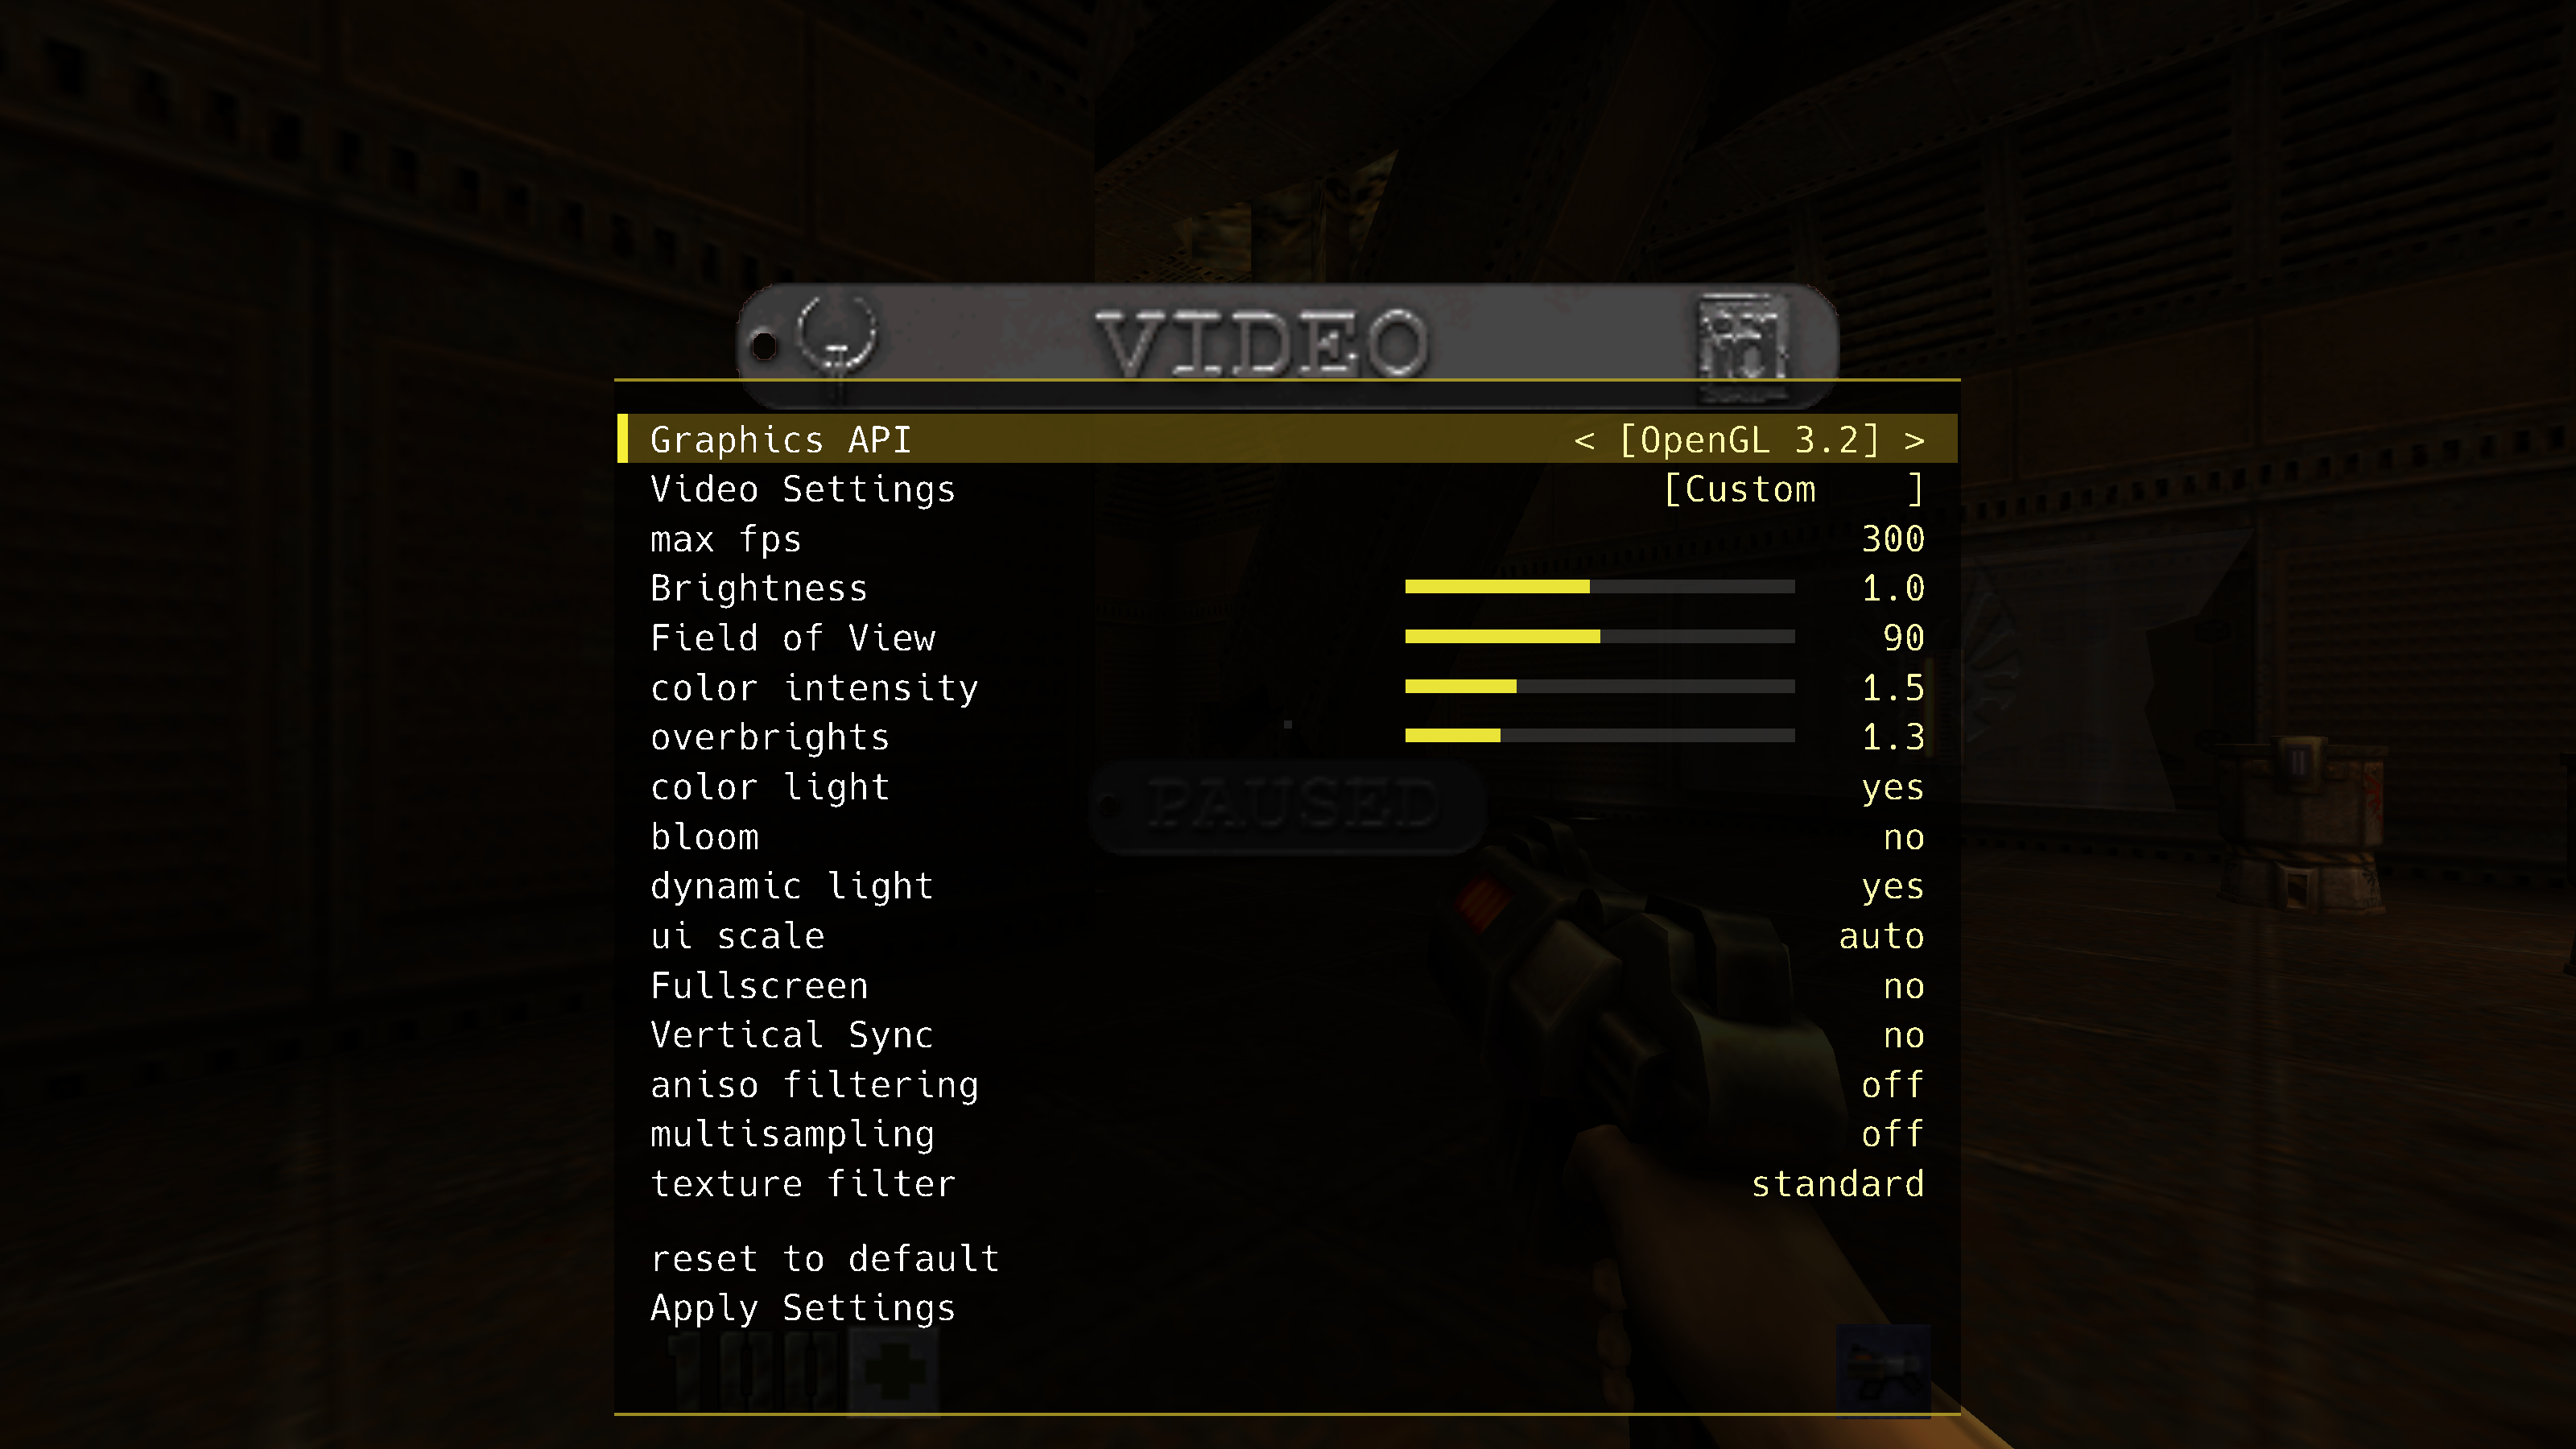 VIDEO
Graphics API < [OpenGL 3.2] >
Video Settings [Custom    ]
max fps 300
Brightness 1.0
Field of View 90
color intensity 1.5
overbrights 1.3
color light yes
PAUSED
bloom no
dynamic light yes
ui scale auto
Fullscreen no
Vertical Sync no
aniso filtering off
multisampling off
texture filter standard
reset to default
Apply Settings
100